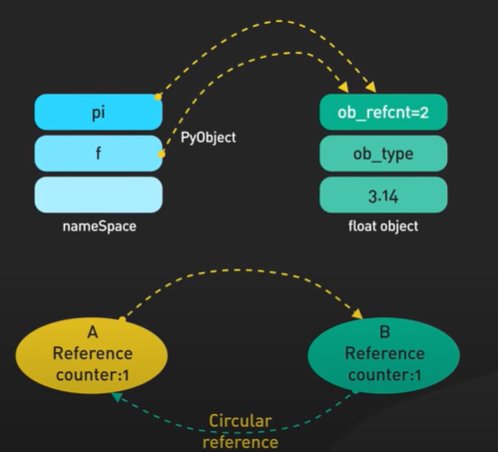 pi
ob_refcnt=2
PyObject
f
ob_type
3.14
nameSpace
float object
A
Reference
counter:1
B
Reference
counter:1
Circular
reference